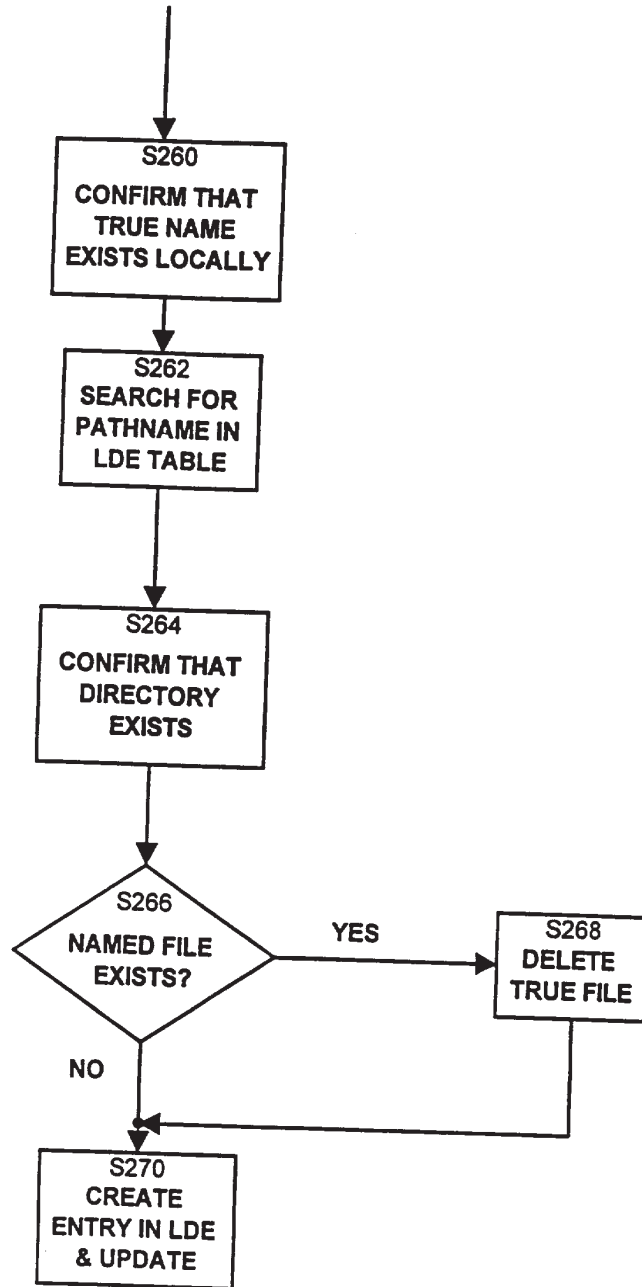 S260
CONFIRM THAT
TRUE NAME
EXISTS LOCALLY
S262
SEARCH FOR
PATHNAME IN
LDE TABLE
S264
CONFIRM THAT
DIRECTORY
EXISTS
S266
NAMED FILE
EXISTS?
YES
S268
DELETE
TRUE FILE
NO
S270
CREATE
ENTRY IN LDE
& UPDATE